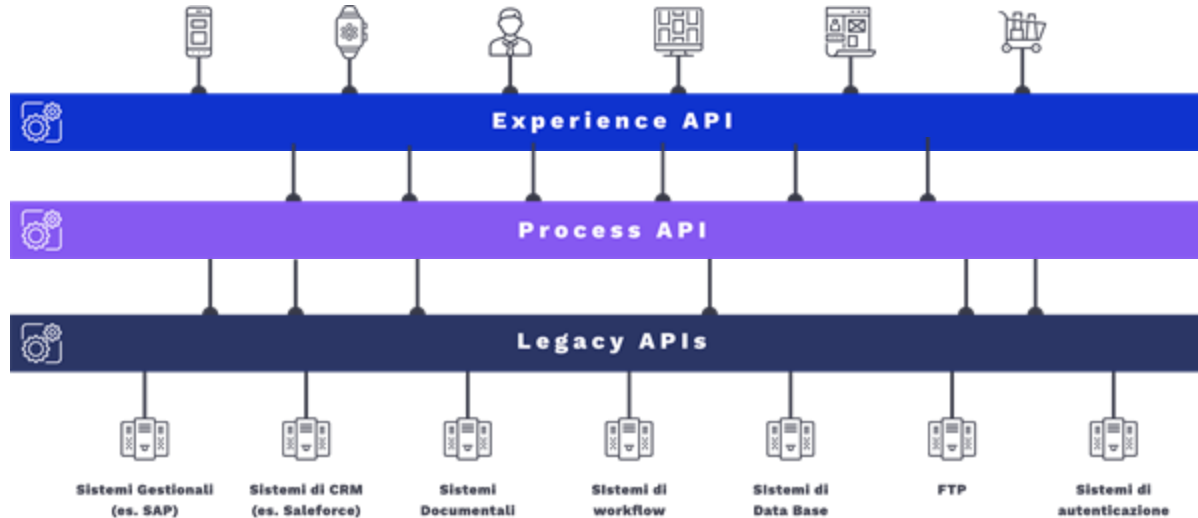 Experience API
Process API
Legacy APIs
Sistemi Gestionali
(es. SAP)
Sistemi di CRM
(es. Saleforce)
Sistemi
Documentali
SIstemi di
workflow
SIstemi di
Data Base
FTP
Sistemi di
autenticazione